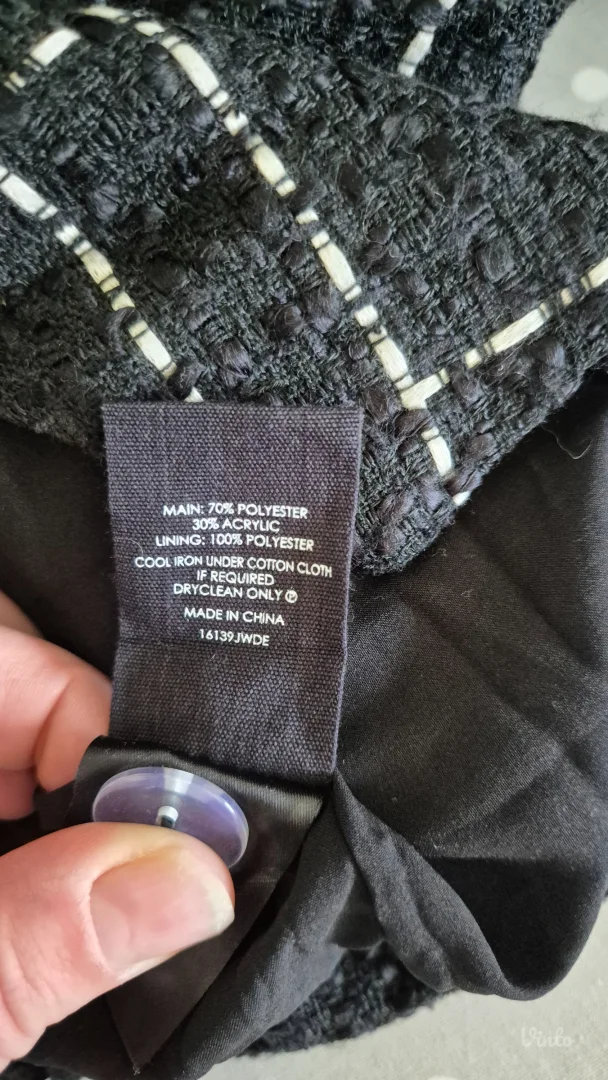 MAIN: 70% POLYESTER
30% ACRYLIC
LINING: 100% POLYESTER
COOL IRON UNDER COTTON CLOTH
IF REQUIRED
DRYCLEAN ONLY Ⓟ
MADE IN CHINA
16139JWDE